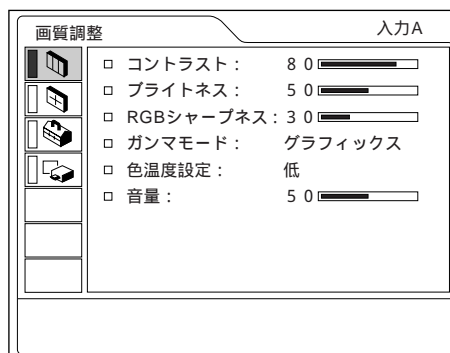 画質調整
入力A
コントラスト： 80
ブライトネス： 50
RGBシャープネス： 30
ガンマモード： グラフィックス
色温度設定： 低
音量： 50